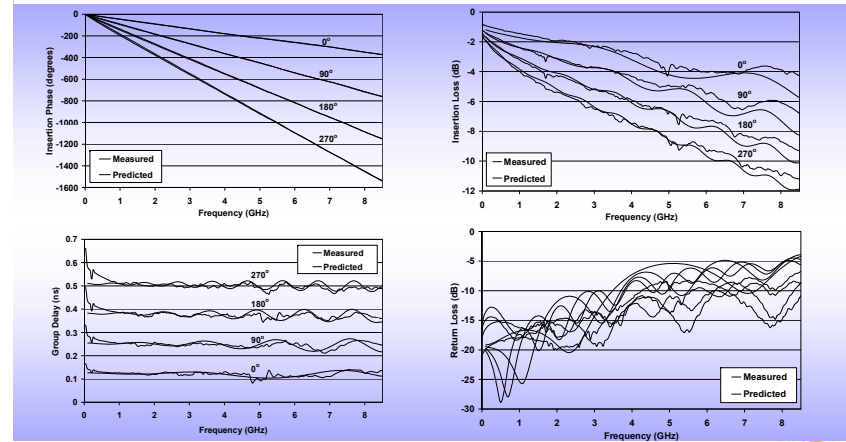 Insertion Phase (degrees)
0
-200
-400
-600
-800
-1000
-1200
-1400
-1600
0°
90°
180°
270°
Measured
Predicted
0 1 2 3 4 5 6 7 8
Frequency (GHz)
Insertion Loss (dB)
0
-2
-4
-6
-8
-10
-12
0°
90°
180°
270°
Measured
Predicted
0 1 2 3 4 5 6 7 8
Frequency (GHz)
Group Delay (ns)
0.7
0.6
0.5
0.4
0.3
0.2
0.1
0
Measured
Predicted
270°
180°
90°
0°
0 1 2 3 4 5 6 7 8
Frequency (GHz)
Return Loss (dB)
0
-5
-10
-15
-20
-25
-30
Measured
Predicted
0 1 2 3 4 5 6 7 8
Frequency (GHz)